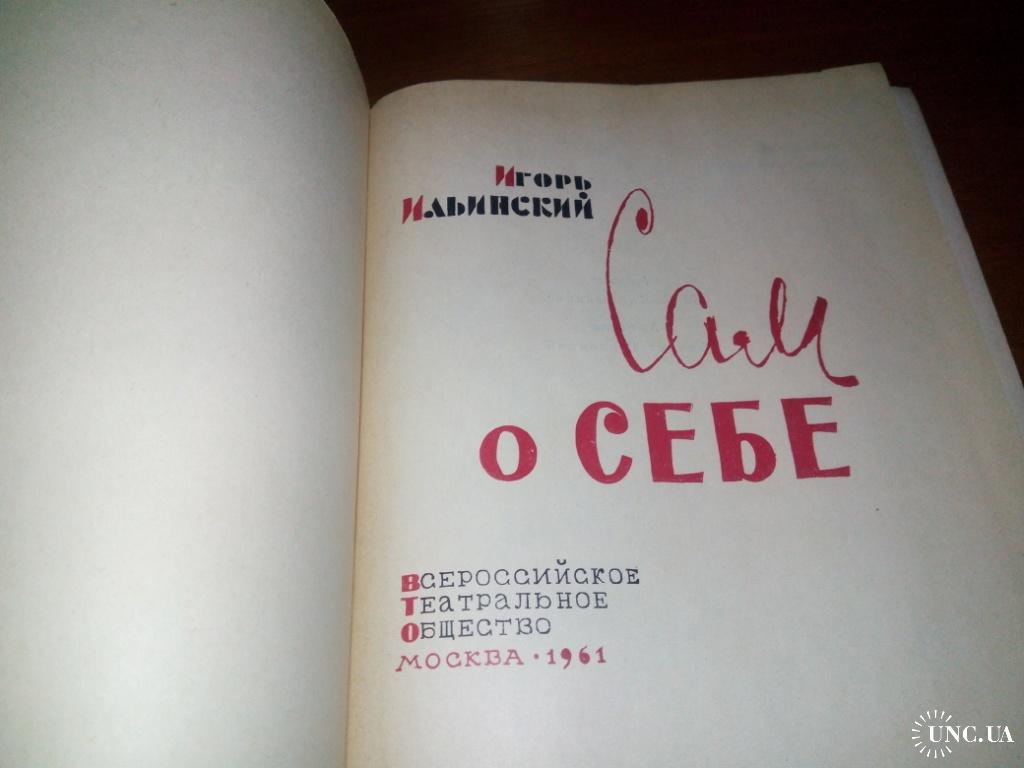 Игорь
Ильинский
Сам
о СЕБЕ
ВСЕРОССИЙСКОЕ
ТЕАТРАЛЬНОЕ
ОБЩЕСТВО
МОСКВА · 1961
UNC.UA